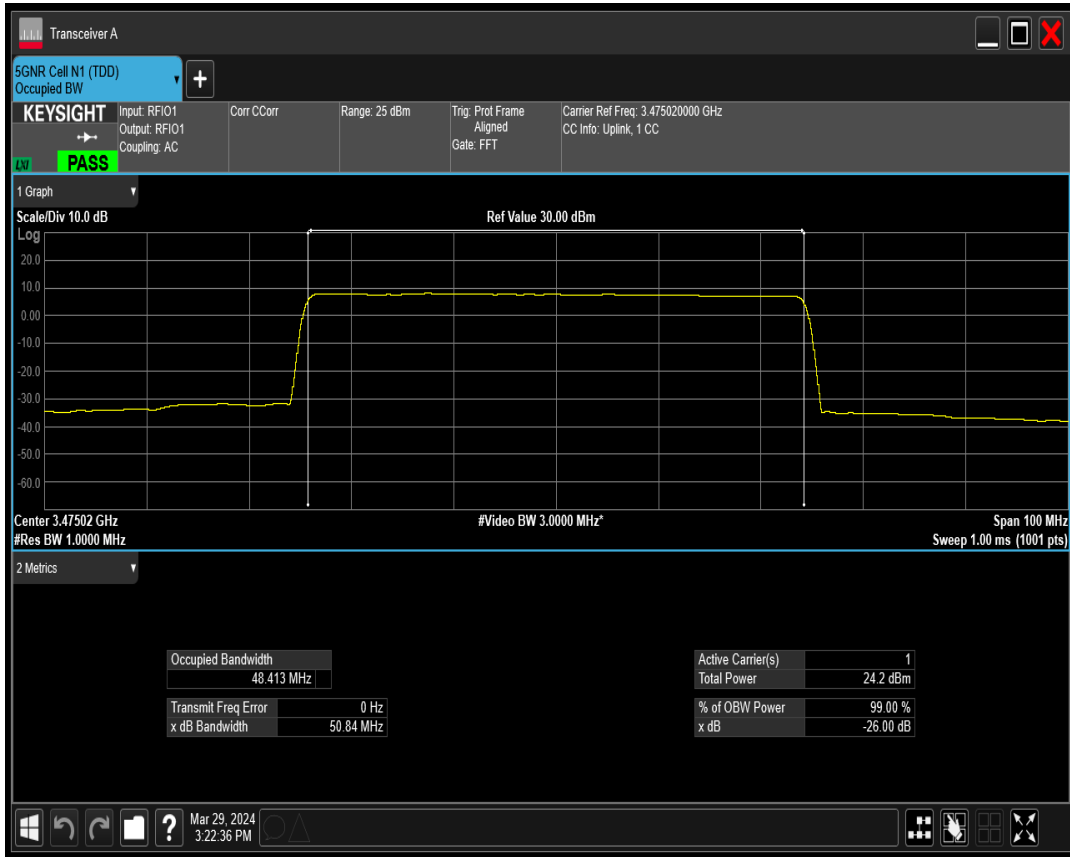 Transceiver A
5GNR Cell N1 (TDD)
Occupied BW
+
KEYSIGHT
LXI
PASS
Input: RFIO1
Output: RFIO1
Coupling: AC
Corr CCorr
Range: 25 dBm
Trig: Prot Frame
Aligned
Gate: FFT
Carrier Ref Freq: 3.475020000 GHz
CC Info: Uplink, 1 CC
1 Graph
Scale/Div 10.0 dB
Ref Value 30.00 dBm
Log
20.0
10.0
0.00
-10.0
-20.0
-30.0
-40.0
-50.0
-60.0
Center 3.47502 GHz
#Video BW 3.0000 MHz*
Span 100 MHz
#Res BW 1.0000 MHz
Sweep 1.00 ms (1001 pts)
2 Metrics
Occupied Bandwidth
48.413 MHz
Transmit Freq Error 0 Hz
x dB Bandwidth 50.84 MHz
Active Carrier(s) 1
Total Power 24.2 dBm
% of OBW Power 99.00 %
x dB -26.00 dB
?
Mar 29, 2024
3:22:36 PM